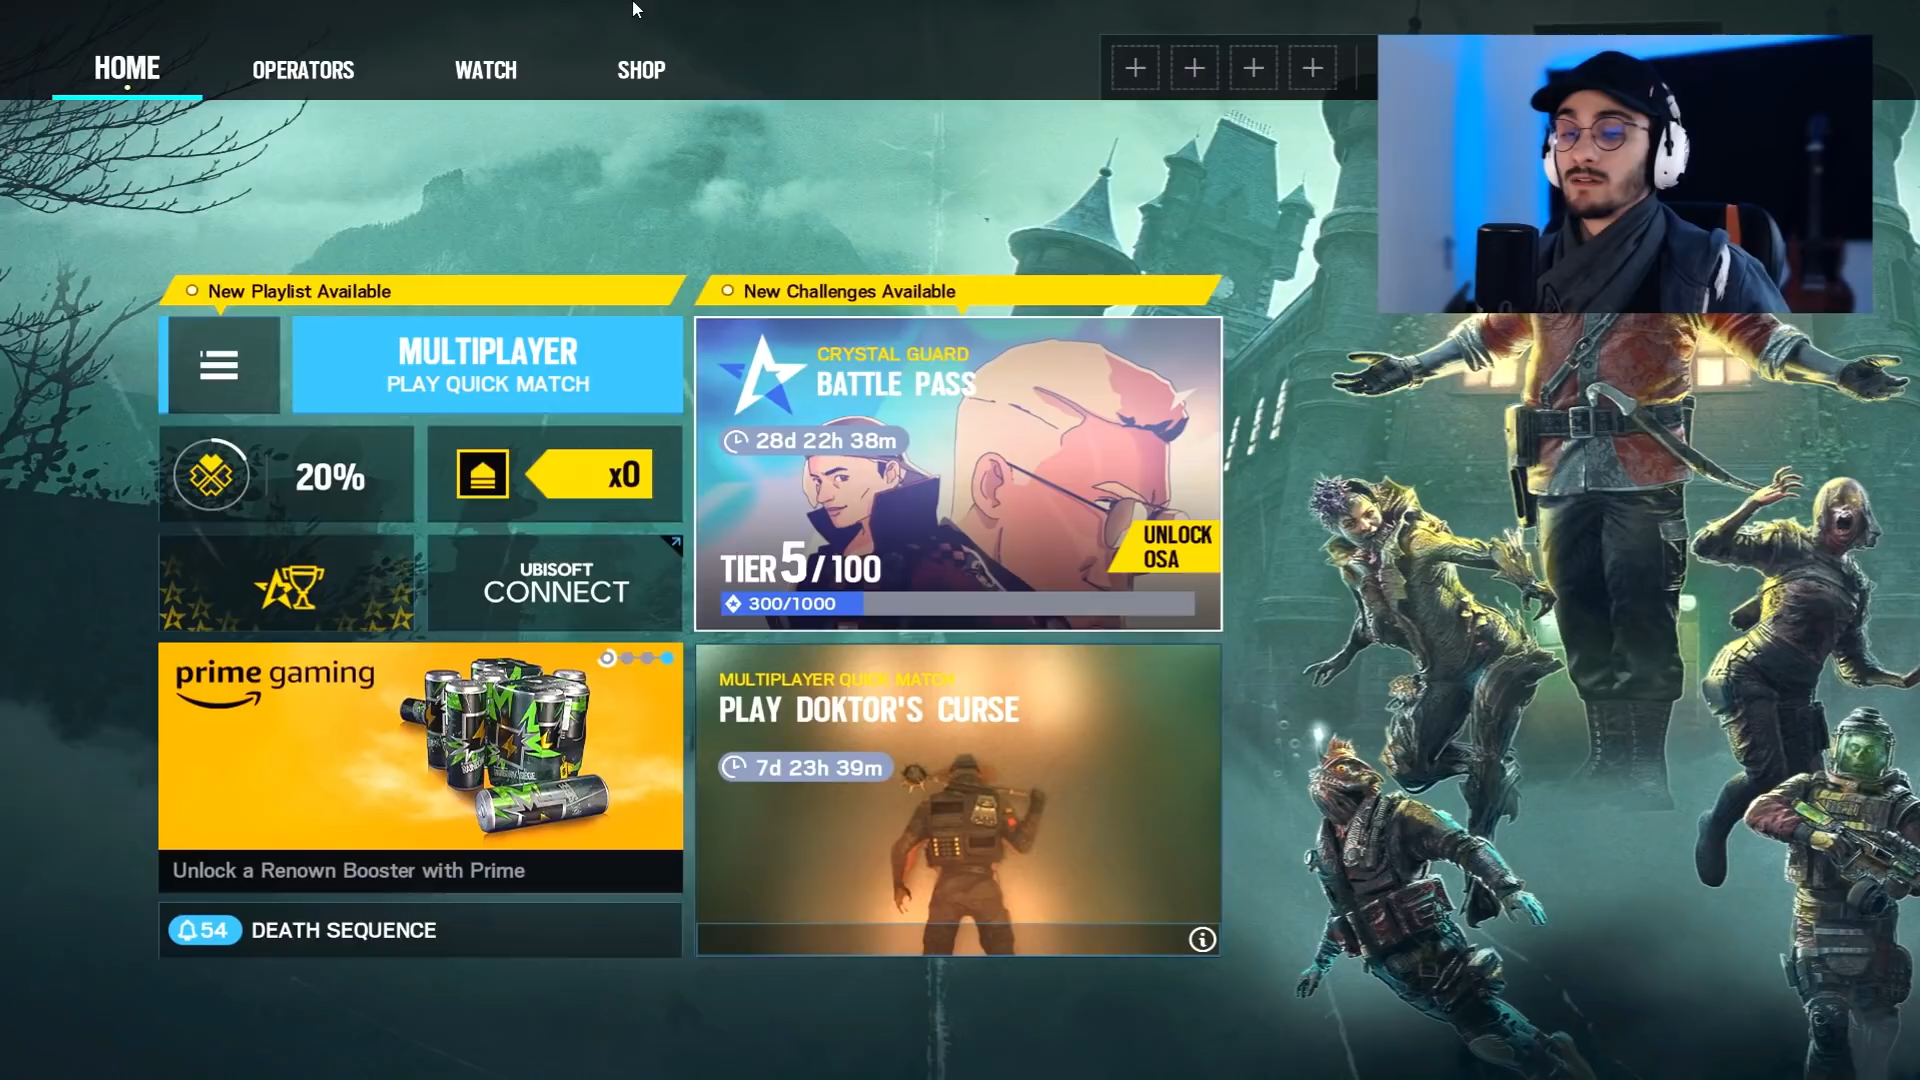 HOME
OPERATORS
WATCH
SHOP
New Playlist Available
New Challenges Available
MULTIPLAYER
PLAY QUICK MATCH
20%
x0
UBISOFT
CONNECT
CRYSTAL GUARD
BATTLE PASS
28d 22h 38m
UNLOCK
OSA
TIER 5 / 100
300/1000
prime gaming
Unlock a Renown Booster with Prime
54 DEATH SEQUENCE
MULTIPLAYER QUICK MATCH
PLAY DOKTOR'S CURSE
7d 23h 39m